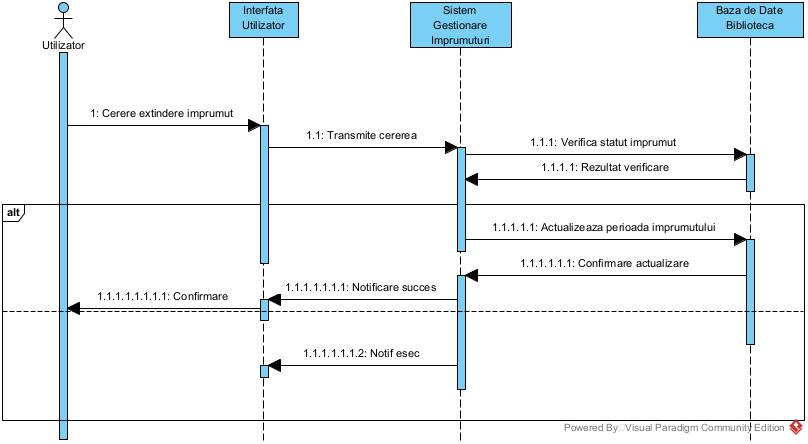 Utilizator
Interfata
Utilizator
Sistem
Gestionare
Imprumuturi
Baza de Date
Biblioteca
1: Cerere extindere imprumut
1.1: Transmite cererea
1.1.1: Verifica statut imprumut
1.1.1.1: Rezultat verificare
alt
1.1.1.1.1: Actualizeaza perioada imprumutului
1.1.1.1.1.1: Confirmare actualizare
1.1.1.1.1.1.1: Notificare succes
1.1.1.1.1.1.1.1: Confirmare
1.1.1.1.1.1.2: Notif esec
Powered By Visual Paradigm Community Edition